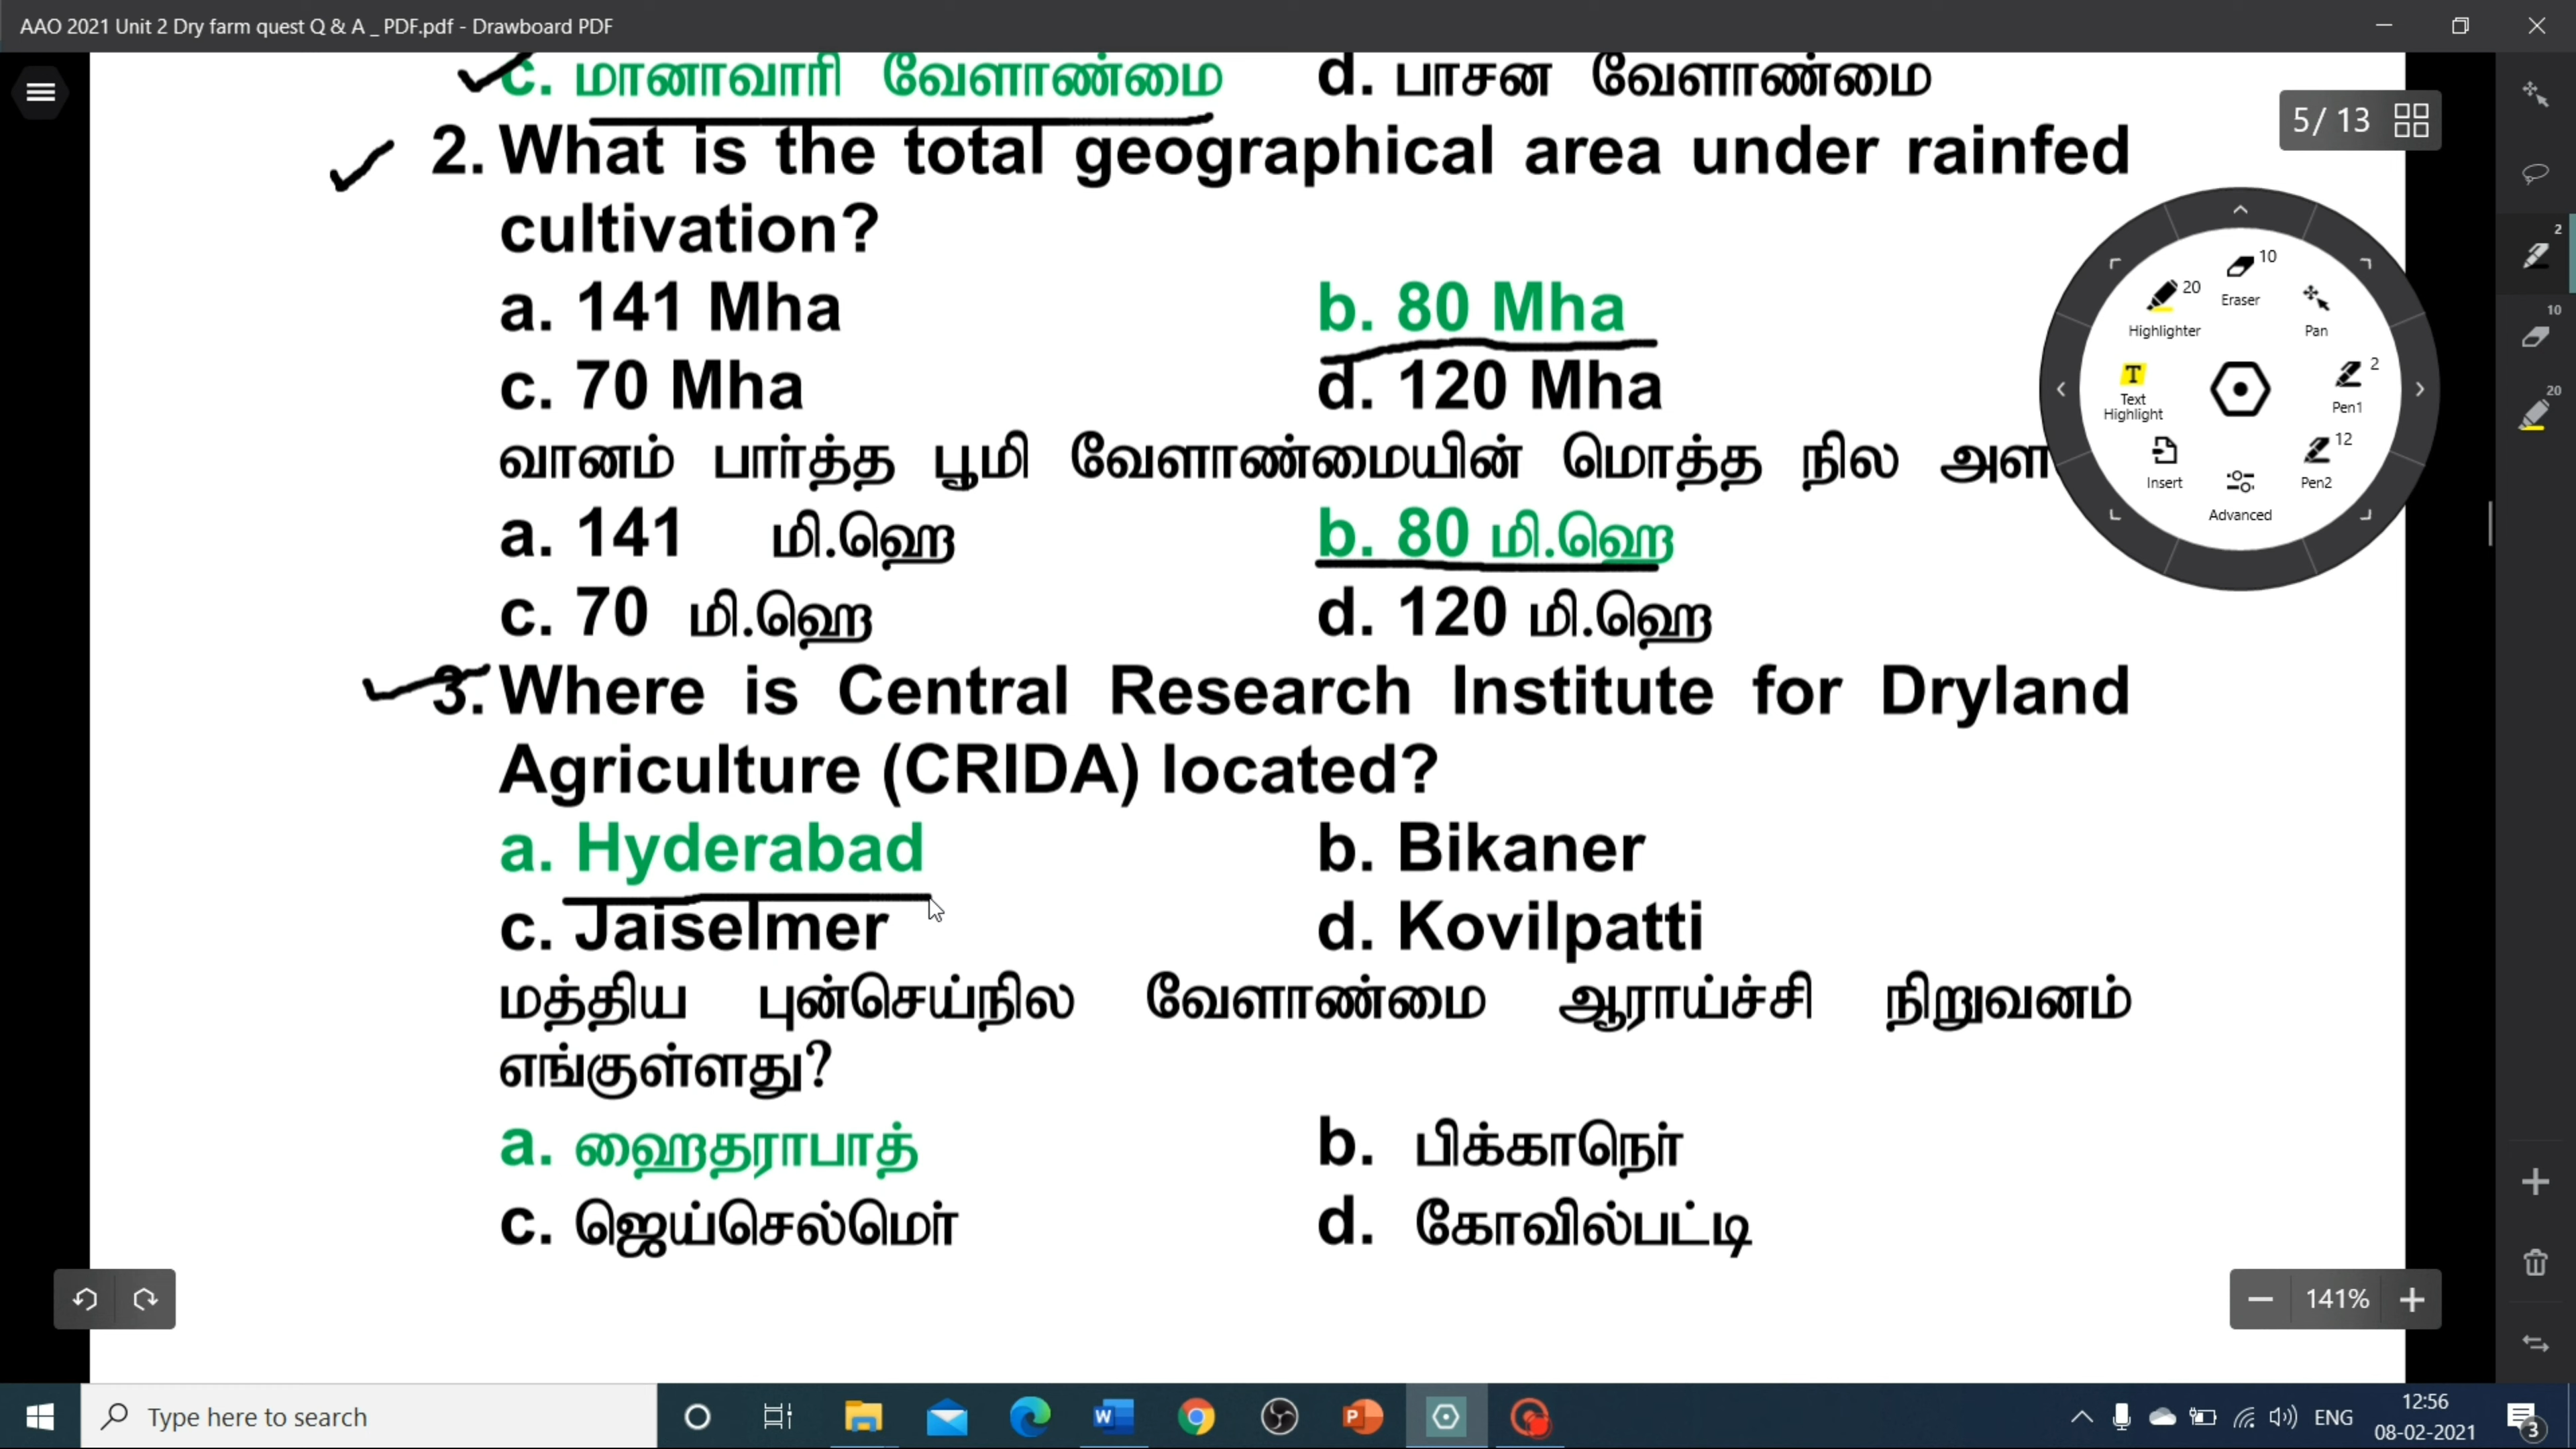 AAO 2021 Unit 2 Dry farm quest Q & A _ PDF.pdf - Drawboard PDF
c. மானாவாரி வேளாண்மை d. பாசன வேளாண்மை
5/ 13
2. What is the total geographical area under rainfed
cultivation?
a. 141 Mha b. 80 Mha
c. 70 Mha d. 120 Mha
வானம் பார்த்த பூமி வேளாண்மையின் மொத்த நில
a. 141 மி.ஹெ b. 80 மி.ஹெ
c. 70 மி.ஹெ d. 120 மி.ஹெ
3. Where is Central Research Institute for Dryland
Agriculture (CRIDA) located?
a. Hyderabad b. Bikaner
c. Jaiselmer d. Kovilpatti
மத்திய புன்செய்நில வேளாண்மை ஆராய்ச்சி நிறுவனம்
எங்குள்ளது?
a. ஹைதராபாத் b. பிக்காநெர்
c. ஜெய்செல்மெர் d. கோவில்பட்டி
10
Eraser
20
Highlighter
Pan
Text
Highlight
2
Pen1
Insert
12
Pen2
Advanced
2
10
20
141%
Type here to search
ENG
12:56
08-02-2021
3